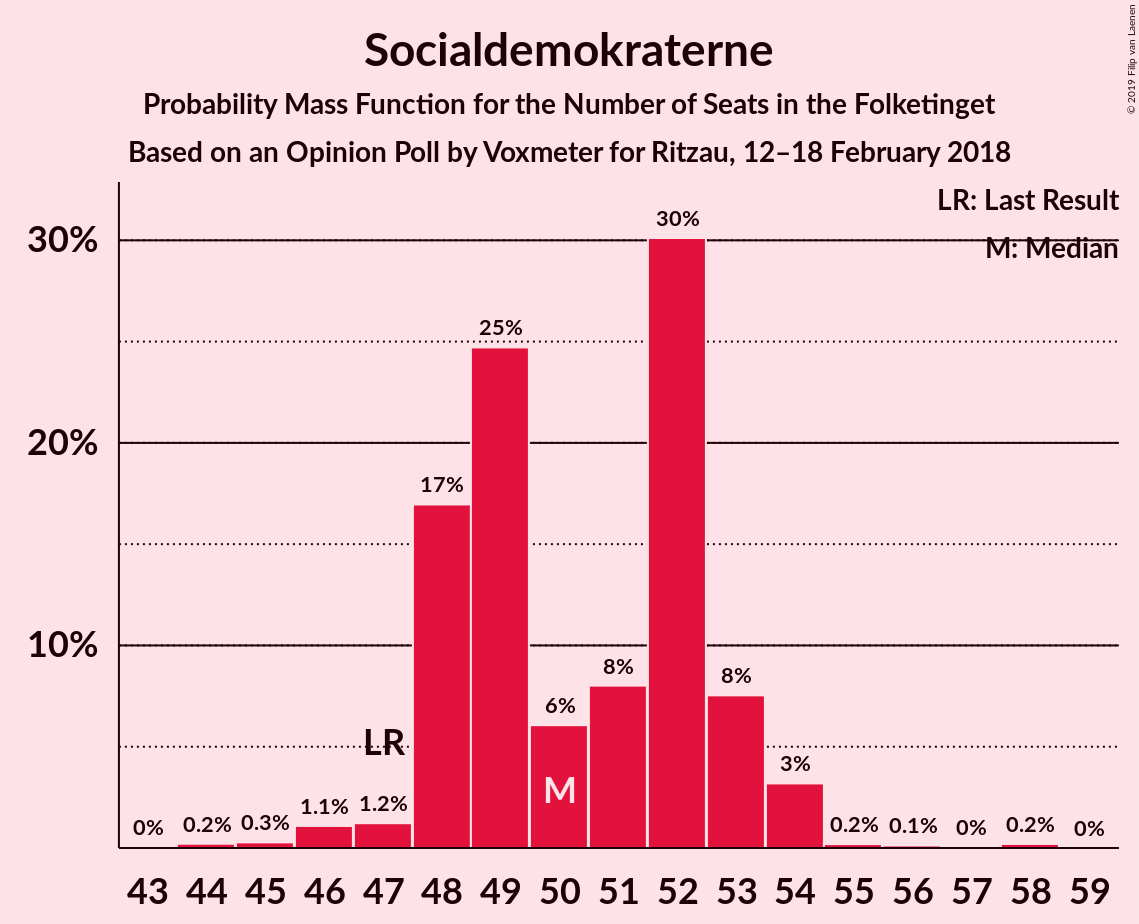 Socialdemokraterne
Probability Mass Function for the Number of Seats in the Folketinget
Based on an Opinion Poll by Voxmeter for Ritzau, 12–18 February 2018
© 2019 Filip van Laenen
LR: Last Result
M: Median
30%
20%
10%
0%
0.2%
0.3%
1.1%
1.2%
17%
25%
6%
8%
30%
8%
3%
0.2%
0.1%
0%
0.2%
0%
LR
M
43 44 45 46 47 48 49 50 51 52 53 54 55 56 57 58 59